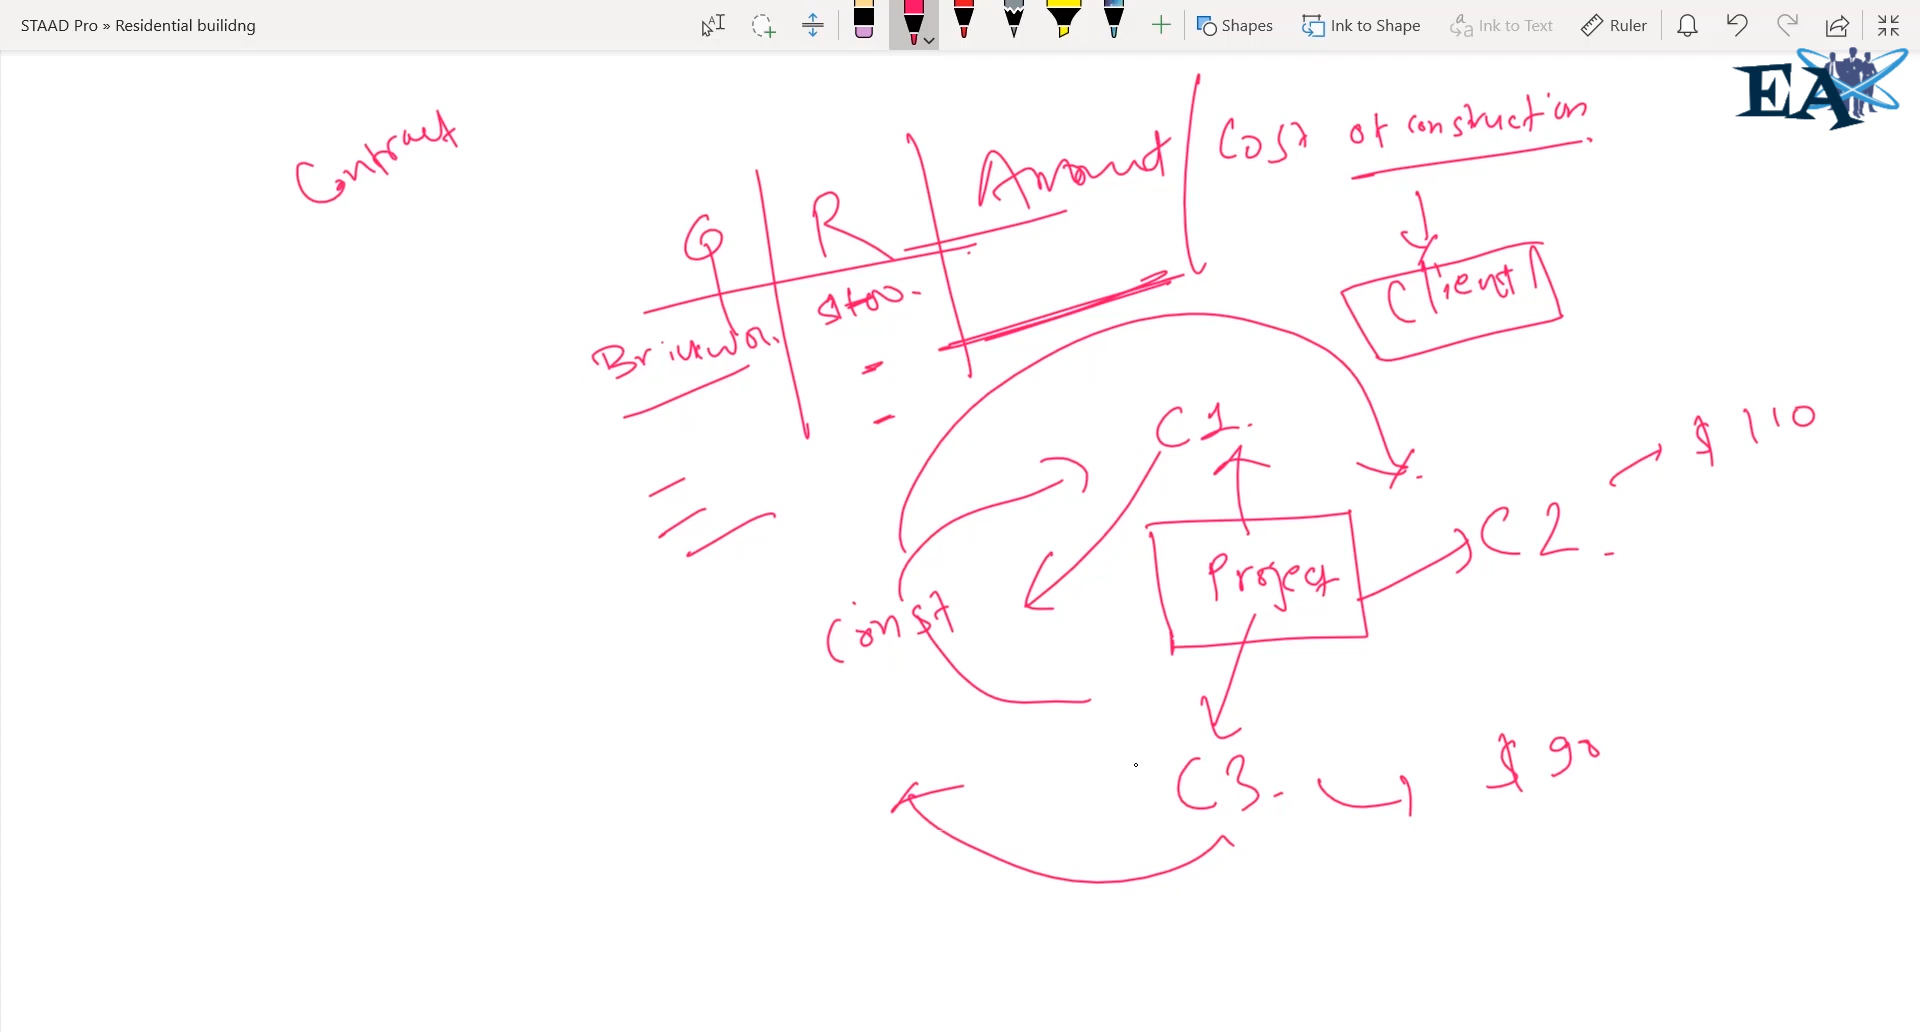 STAAD Pro » Residential builidng
Shapes
Ink to Shape
Ink to Text
Ruler
EA
Contract
Q
R
Amount
Cost of construction
Client
$100.
C1.
$ 110
C2.
Project
Const
C3.
$ 90